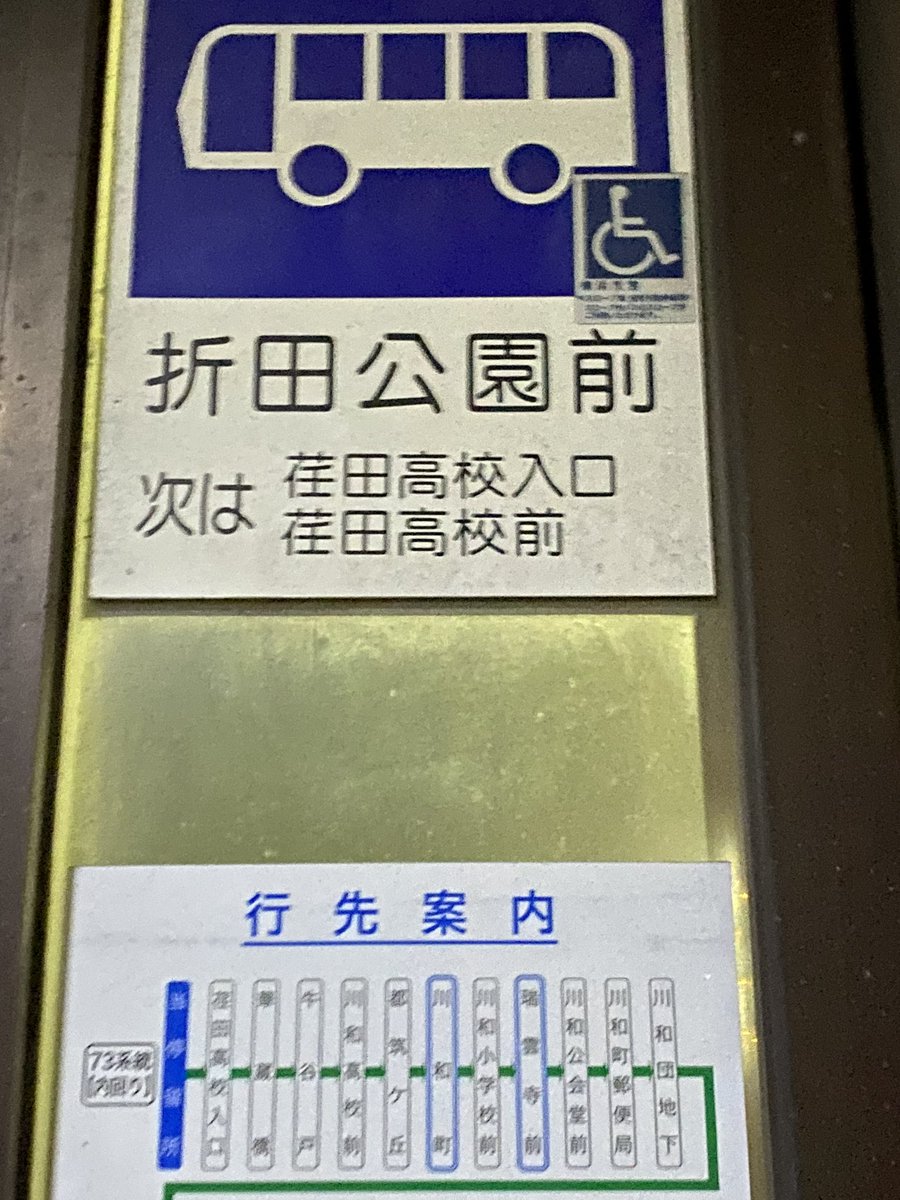 折田公園前
次は
荏田高校入口
荏田高校前
行先案内
73系統
[内回り]
当停留所
荏田高校入口
牛谷戸
川和高校前
都筑ケ丘
川和町
川和小学校前
瑞雲寺前
川和公会堂前
川和町郵便局
川和団地下